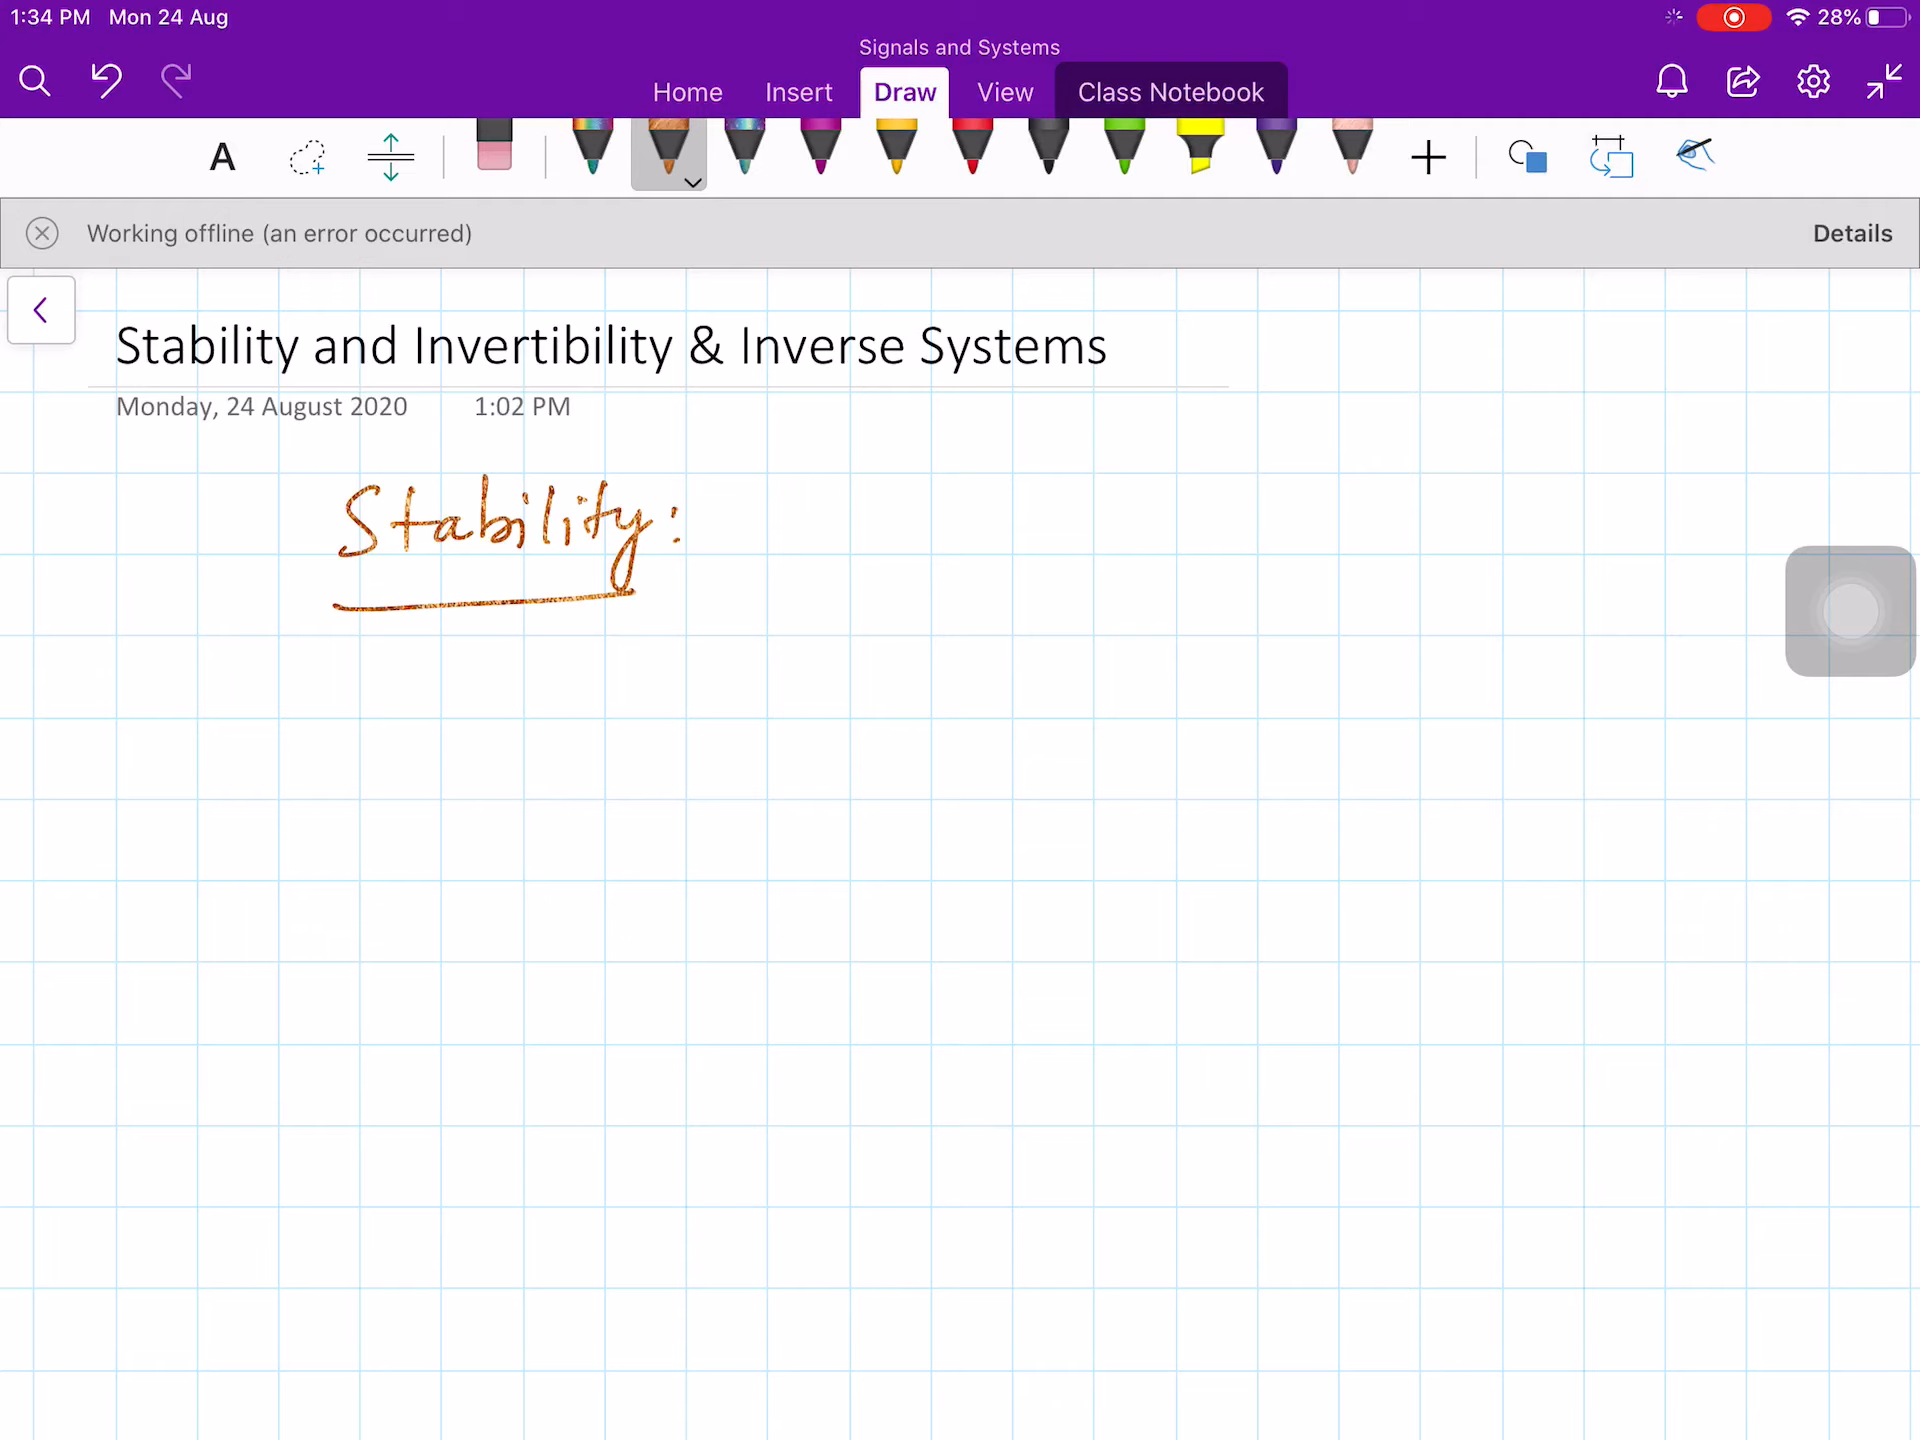 1:34 PM Mon 24 Aug 28%
Signals and Systems
Home Insert Draw View Class Notebook
A
Working offline (an error occurred) Details
Stability and Invertibility & Inverse Systems
Monday, 24 August 2020 1:02 PM
Stability: